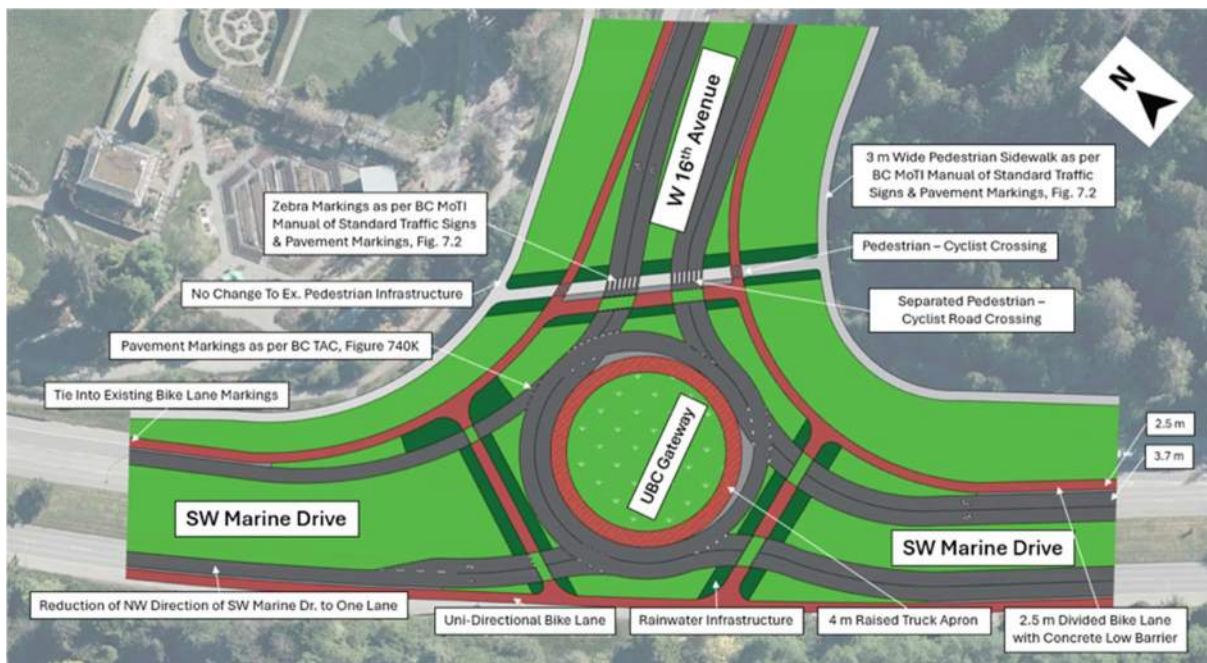 N
W 16th Avenue
3 m Wide Pedestrian Sidewalk as per
BC MoTI Manual of Standard Traffic
Signs & Pavement Markings, Fig. 7.2
Zebra Markings as per BC MoTI
Manual of Standard Traffic Signs
& Pavement Markings, Fig. 7.2
Pedestrian – Cyclist Crossing
No Change To Ex. Pedestrian Infrastructure
Separated Pedestrian –
Cyclist Road Crossing
Pavement Markings as per BC TAC, Figure 740K
Tie Into Existing Bike Lane Markings
2.5 m
3.7 m
UBC Gateway
SW Marine Drive
SW Marine Drive
Reduction of NW Direction of SW Marine Dr. to One Lane
Uni-Directional Bike Lane
Rainwater Infrastructure
4 m Raised Truck Apron
2.5 m Divided Bike Lane
with Concrete Low Barrier